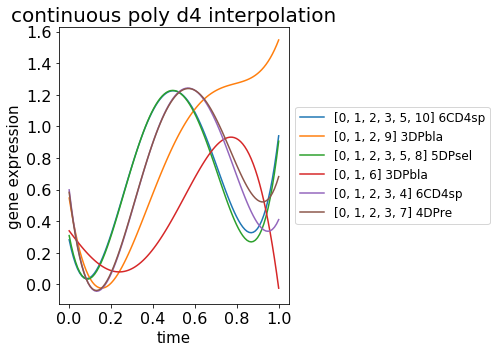 continuous poly d4 interpolation
1.6
1.4
1.2
1.0
0.8
0.6
0.4
0.2
0.0
gene expression
0.0 0.2 0.4 0.6 0.8 1.0
time
[0, 1, 2, 3, 5, 10] 6CD4sp
[0, 1, 2, 9] 3DPbla
[0, 1, 2, 3, 5, 8] 5DPsel
[0, 1, 6] 3DPbla
[0, 1, 2, 3, 4] 6CD4sp
[0, 1, 2, 3, 7] 4DPre